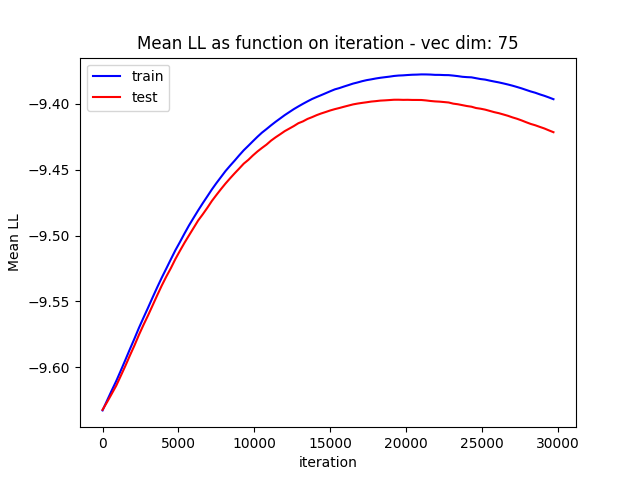 Mean LL as function on iteration - vec dim: 75
train
test
Mean LL
−9.40
−9.45
−9.50
−9.55
−9.60
0 5000 10000 15000 20000 25000 30000
iteration